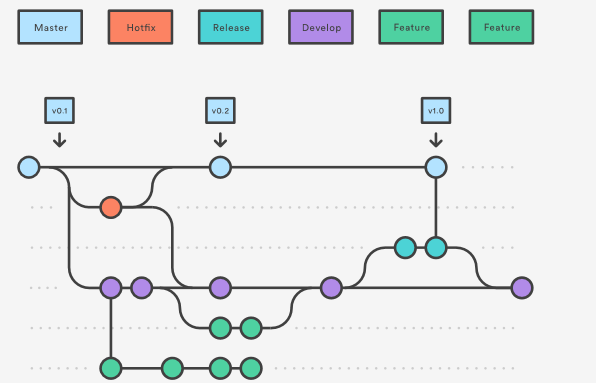 Master
Hotfix
Release
Develop
Feature
Feature
v0.1
v0.2
v1.0